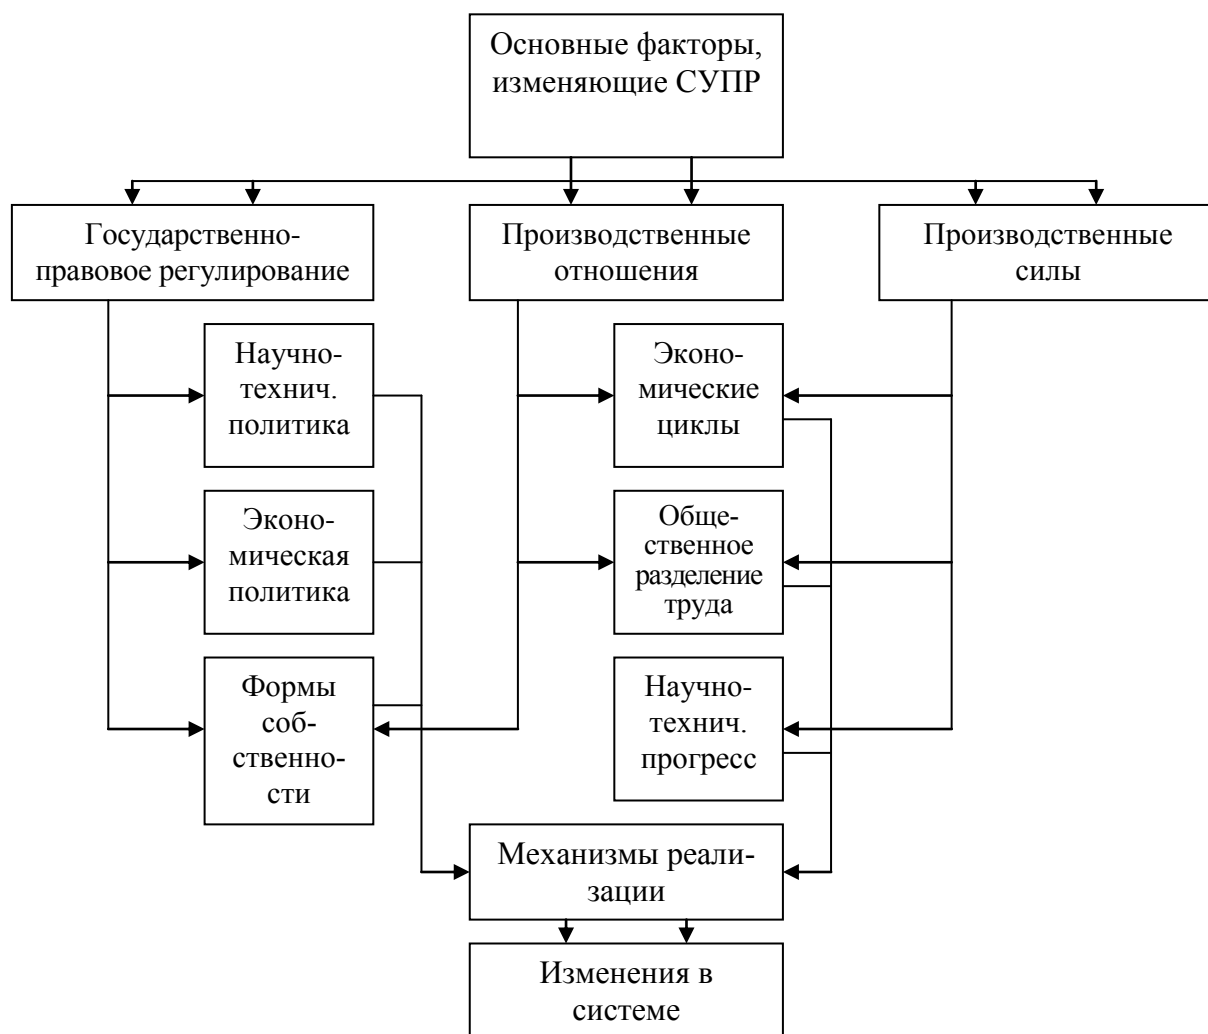 Основные факторы,
изменяющие СУПР
Государственно-
правовое регулирование
Производственные
отношения
Производственные
силы
Научно-
технич.
политика
Эконо-
мические
циклы
Эконо-
мическая
политика
Обще-
ственное
разделение
труда
Формы
соб-
ственно-
сти
Научно-
технич.
прогресс
Механизмы реали-
зации
Изменения в
системе